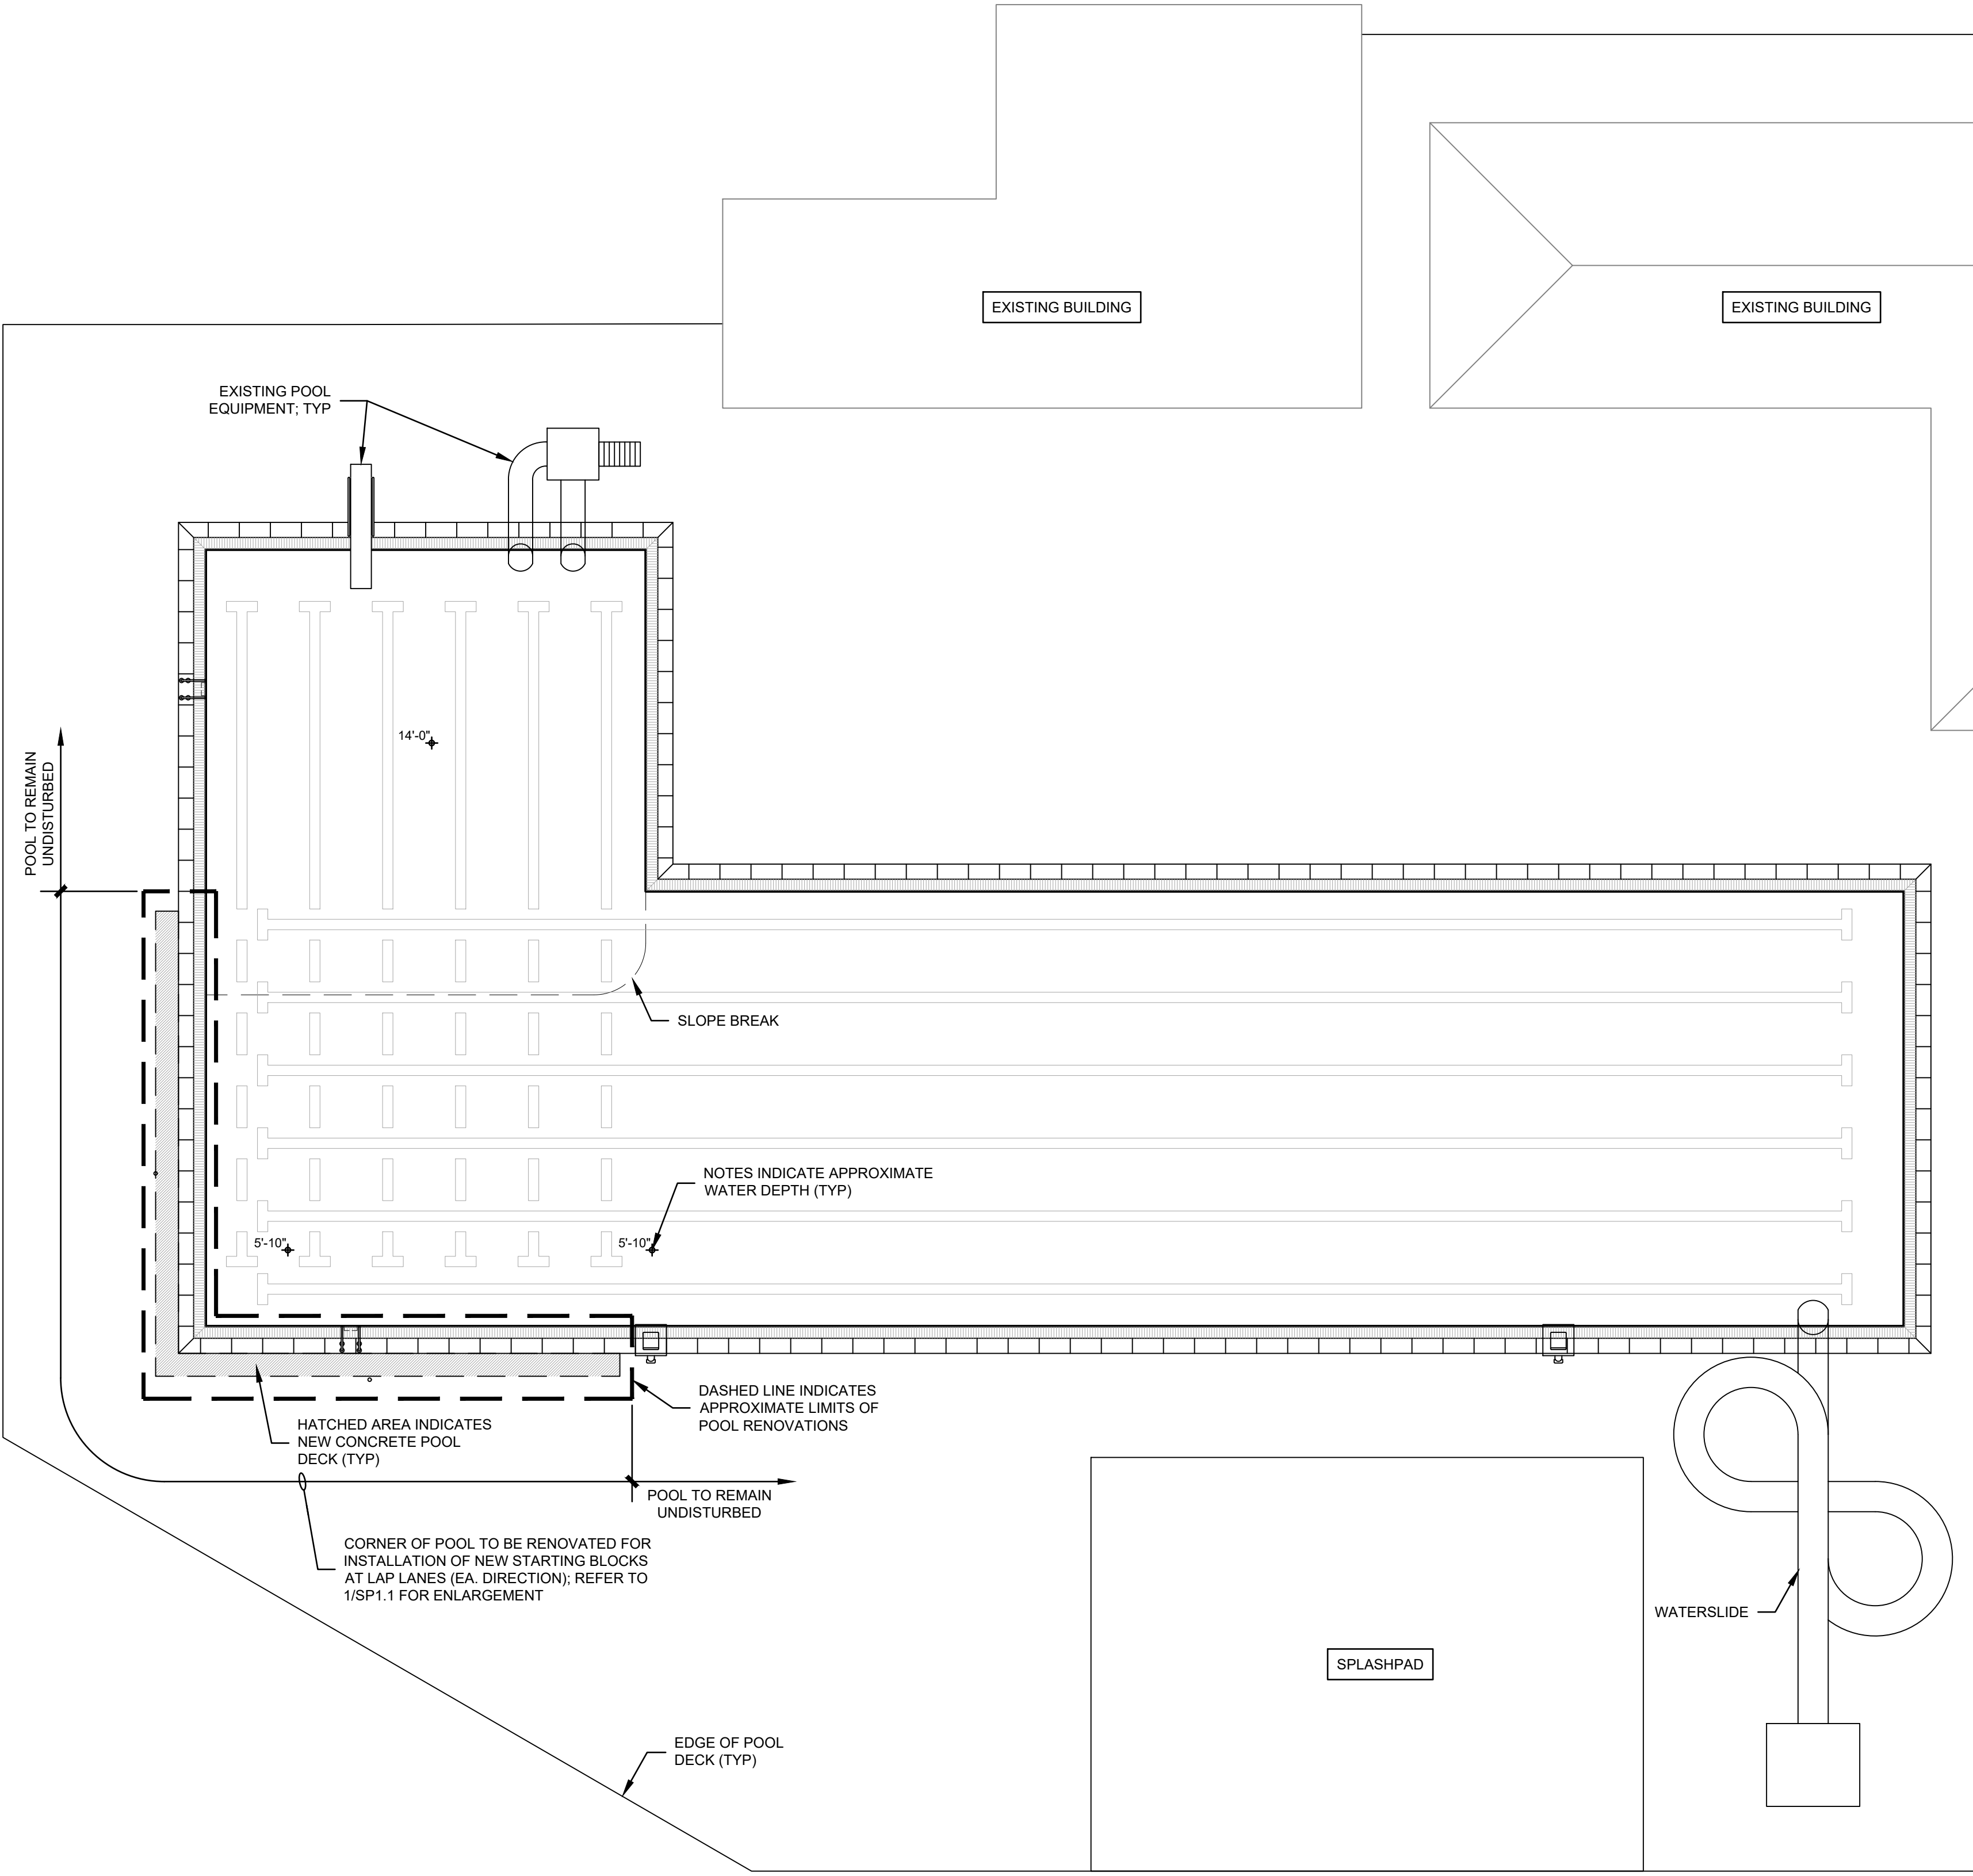 EXISTING BUILDING
EXISTING BUILDING
EXISTING POOL
EQUIPMENT; TYP
14'-0"
POOL TO REMAIN
UNDISTURBED
SLOPE BREAK
NOTES INDICATE APPROXIMATE
WATER DEPTH (TYP)
5'-10"
5'-10"
DASHED LINE INDICATES
APPROXIMATE LIMITS OF
POOL RENOVATIONS
HATCHED AREA INDICATES
NEW CONCRETE POOL
DECK (TYP)
POOL TO REMAIN
UNDISTURBED
CORNER OF POOL TO BE RENOVATED FOR
INSTALLATION OF NEW STARTING BLOCKS
AT LAP LANES (EA. DIRECTION); REFER TO
1/SP1.1 FOR ENLARGEMENT
WATERSLIDE
SPLASHPAD
EDGE OF POOL
DECK (TYP)